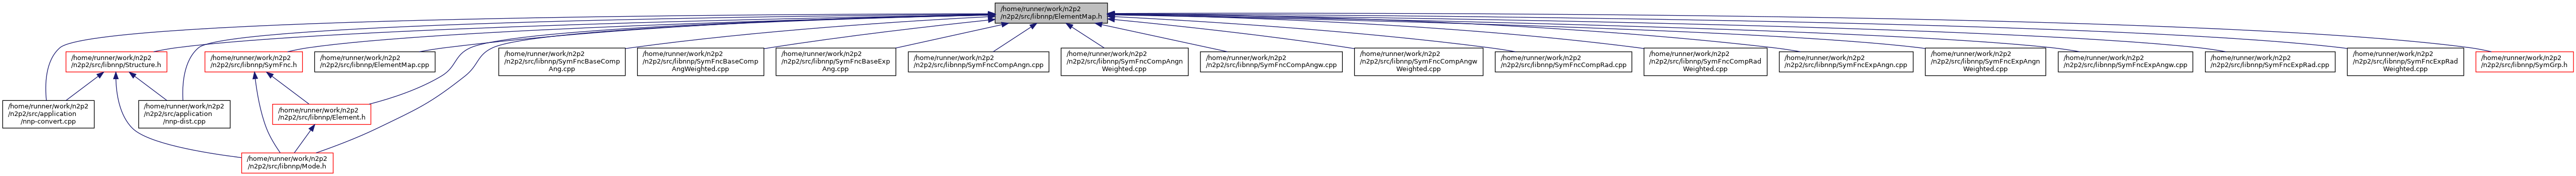 /home/runner/work/n2p2
/n2p2/src/libnnp/ElementMap.h
/home/runner/work/n2p2
/n2p2/src/libnnp/Structure.h
/home/runner/work/n2p2
/n2p2/src/libnnp/SymFnc.h
/home/runner/work/n2p2
/n2p2/src/libnnp/ElementMap.cpp
/home/runner/work/n2p2
/n2p2/src/libnnp/SymFncBaseComp
Ang.cpp
/home/runner/work/n2p2
/n2p2/src/libnnp/SymFncBaseComp
AngWeighted.cpp
/home/runner/work/n2p2
/n2p2/src/libnnp/SymFncBaseExp
Ang.cpp
/home/runner/work/n2p2
/n2p2/src/libnnp/SymFncCompAngn.cpp
/home/runner/work/n2p2
/n2p2/src/libnnp/SymFncCompAngn
Weighted.cpp
/home/runner/work/n2p2
/n2p2/src/libnnp/SymFncCompAngw.cpp
/home/runner/work/n2p2
/n2p2/src/libnnp/SymFncCompAngw
Weighted.cpp
/home/runner/work/n2p2
/n2p2/src/libnnp/SymFncCompRad.cpp
/home/runner/work/n2p2
/n2p2/src/libnnp/SymFncCompRad
Weighted.cpp
/home/runner/work/n2p2
/n2p2/src/libnnp/SymFncExpAngn.cpp
/home/runner/work/n2p2
/n2p2/src/libnnp/SymFncExpAngn
Weighted.cpp
/home/runner/work/n2p2
/n2p2/src/libnnp/SymFncExpAngw.cpp
/home/runner/work/n2p2
/n2p2/src/libnnp/SymFncExpRad.cpp
/home/runner/work/n2p2
/n2p2/src/libnnp/SymFncExpRad
Weighted.cpp
/home/runner/work/n2p2
/n2p2/src/libnnp/SymGrp.h
/home/runner/work/n2p2
/n2p2/src/application
/nnp-convert.cpp
/home/runner/work/n2p2
/n2p2/src/application
/nnp-dist.cpp
/home/runner/work/n2p2
/n2p2/src/libnnp/Element.h
/home/runner/work/n2p2
/n2p2/src/libnnp/Mode.h